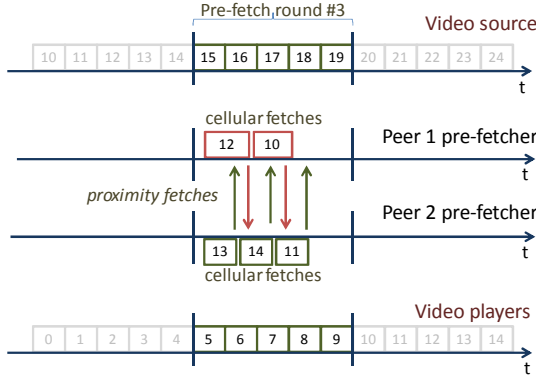 Pre-fetch round #3
Video source
10 11 12 13 14 15 16 17 18 19 20 21 22 23 24
t
cellular fetches
Peer 1 pre-fetcher
12 10
t
proximity fetches
Peer 2 pre-fetcher
13 14 11
t
cellular fetches
Video players
0 1 2 3 4 5 6 7 8 9 10 11 12 13 14
t